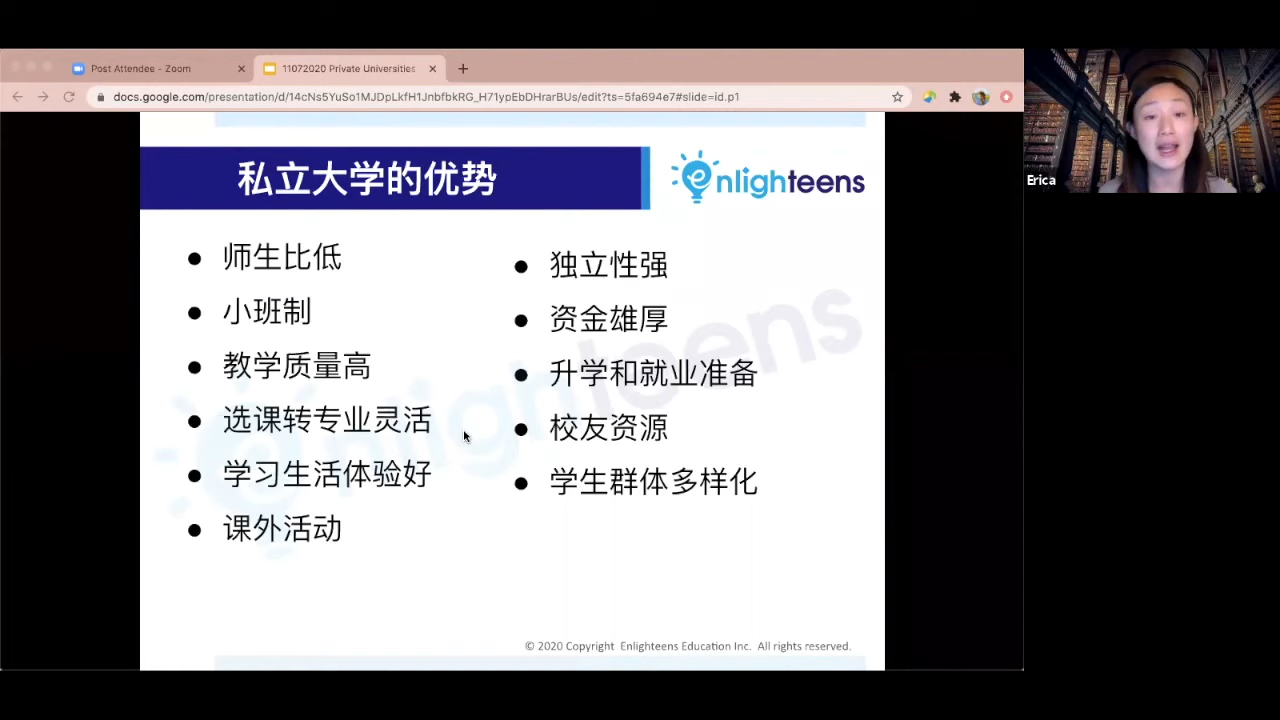 Post Attendee - Zoom
11072020 Private Universities
docs.google.com/presentation/d/14cNs5YuSo1MJDpLkfH1JnbfbkRG_H71ypEbDHrarBUs/edit?ts=5fa694e7#slide=id.p1
Erica
私立大学的优势
enlighteens
师生比低
小班制
教学质量高
选课转专业灵活
学习生活体验好
课外活动
独立性强
资金雄厚
升学和就业准备
校友资源
学生群体多样化
enlighteens
© 2020 Copyright Enlighteens Education Inc. All rights reserved.